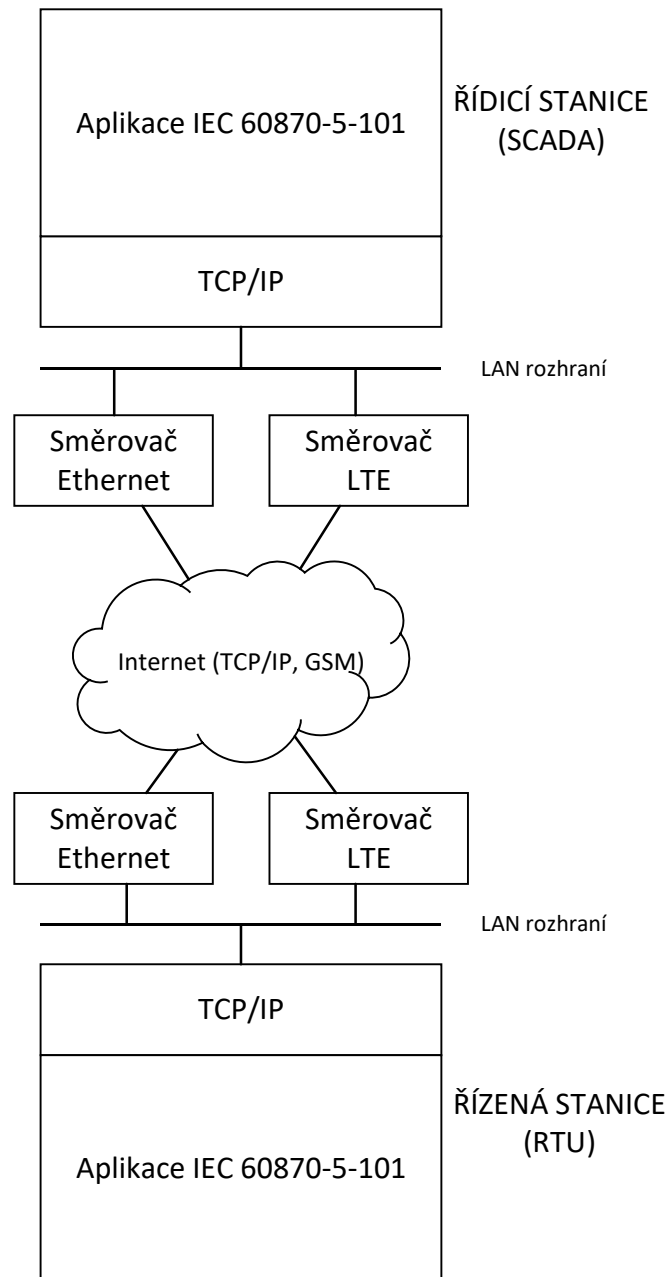 Aplikace IEC 60870-5-101
ŘÍDICÍ STANICE
(SCADA)
TCP/IP
LAN rozhraní
Směrovač
Ethernet
Směrovač
LTE
Internet (TCP/IP, GSM)
Směrovač
Ethernet
Směrovač
LTE
LAN rozhraní
TCP/IP
ŘÍZENÁ STANICE
(RTU)
Aplikace IEC 60870-5-101